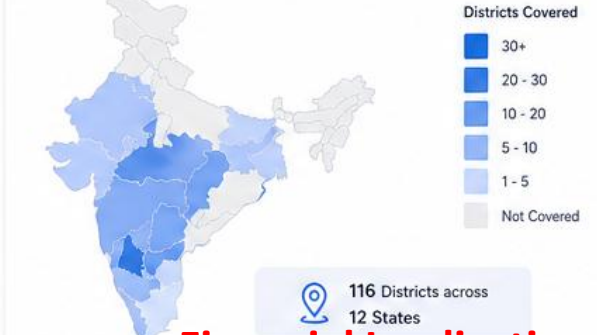 Districts Covered
30+
20 - 30
10 - 20
5 - 10
1 - 5
Not Covered
116 Districts across
12 States